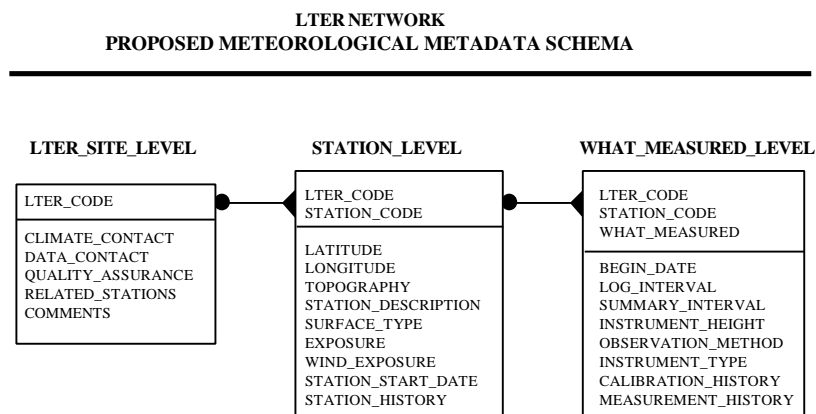 LTER NETWORK
PROPOSED METEOROLOGICAL METADATA SCHEMA
LTER_SITE_LEVEL
LTER_CODE
CLIMATE_CONTACT
DATA_CONTACT
QUALITY_ASSURANCE
RELATED_STATIONS
COMMENTS
STATION_LEVEL
LTER_CODE
STATION_CODE
LATITUDE
LONGITUDE
TOPOGRAPHY
STATION_DESCRIPTION
SURFACE_TYPE
EXPOSURE
WIND_EXPOSURE
STATION_START_DATE
STATION_HISTORY
WHAT_MEASURED_LEVEL
LTER_CODE
STATION_CODE
WHAT_MEASURED
BEGIN_DATE
LOG_INTERVAL
SUMMARY_INTERVAL
INSTRUMENT_HEIGHT
OBSERVATION_METHOD
INSTRUMENT_TYPE
CALIBRATION_HISTORY
MEASUREMENT_HISTORY